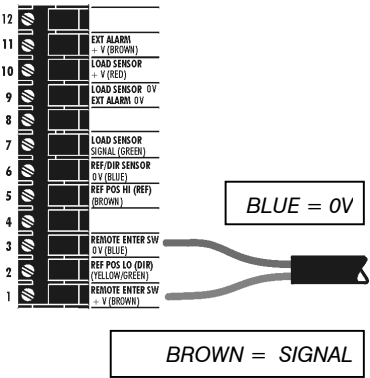 12
11 EXT ALARM
+ V (BROWN)
10 LOAD SENSOR
+ V (RED)
9 LOAD SENSOR 0V
EXT ALARM 0V
8
7 LOAD SENSOR
SIGNAL (GREEN)
6 REF/DIR SENSOR
0V (BLUE)
5 REF POS HI (REF)
(BROWN)
4
3 REMOTE ENTER SW
0V (BLUE)
2 REF POS LO (DIR)
(YELLOW/GREEN)
1 REMOTE ENTER SW
+ V (BROWN)
BLUE = 0V
BROWN = SIGNAL